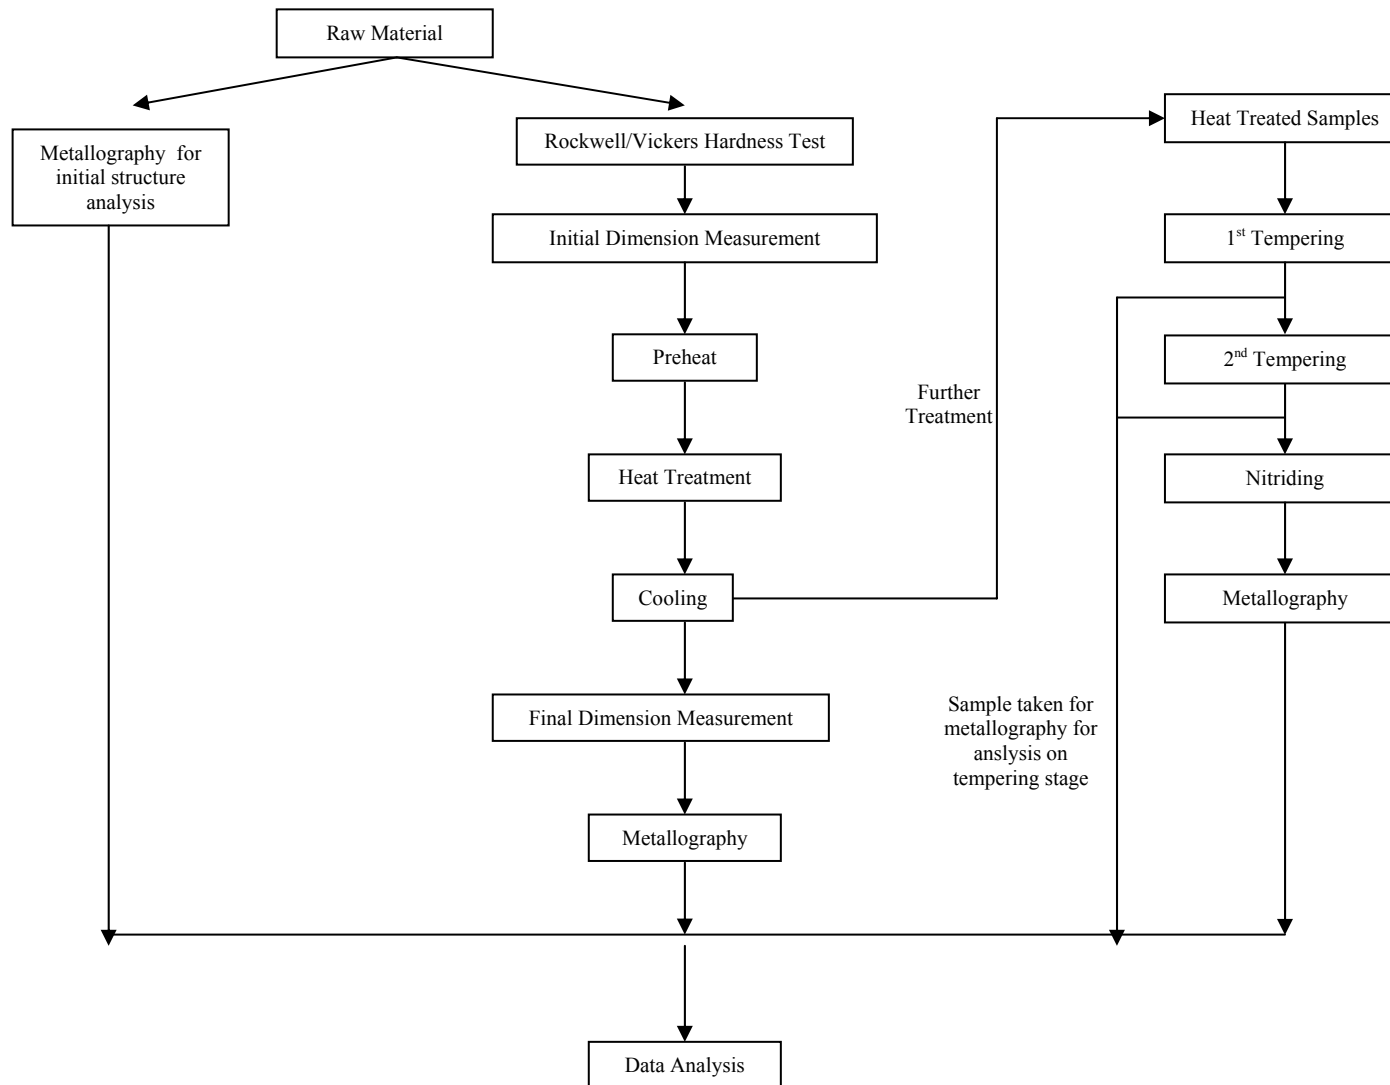 Raw Material
Metallography for
initial structure
analysis
Rockwell/Vickers Hardness Test
Initial Dimension Measurement
Preheat
Heat Treatment
Cooling
Final Dimension Measurement
Metallography
Further
Treatment
Heat Treated Samples
1st Tempering
2nd Tempering
Nitriding
Metallography
Sample taken for
metallography for
anslysis on
tempering stage
Data Analysis